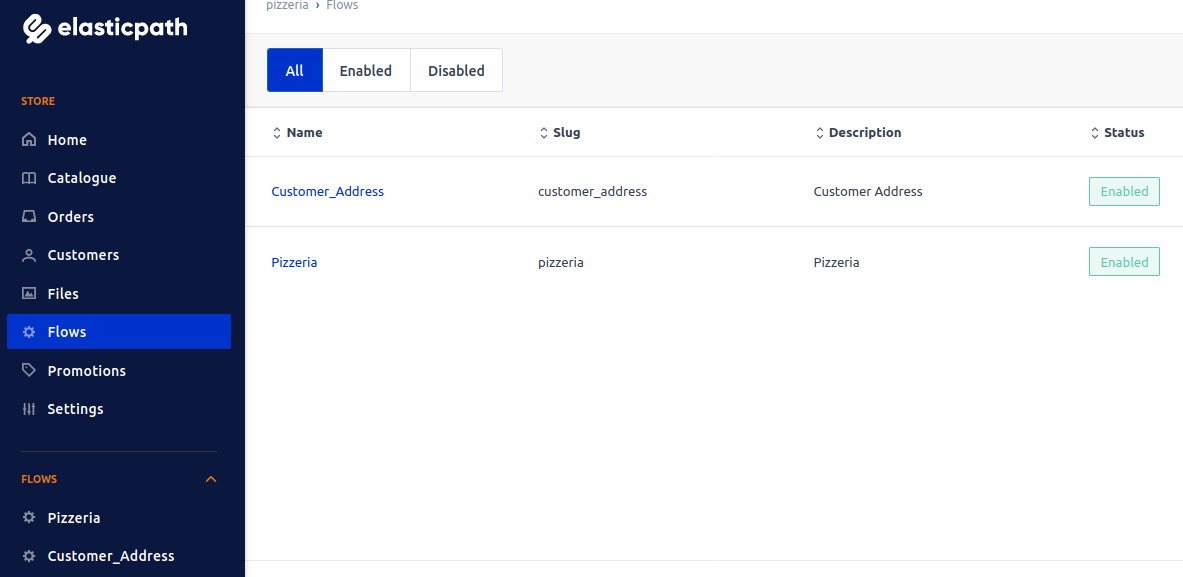 elasticpath
STORE
Home
Catalogue
Orders
Customers
Files
Flows
Promotions
Settings
FLOWS
Pizzeria
Customer_Address
pizzeria › Flows
All Enabled Disabled
Name Slug Description Status
Customer_Address customer_address Customer Address Enabled
Pizzeria pizzeria Pizzeria Enabled